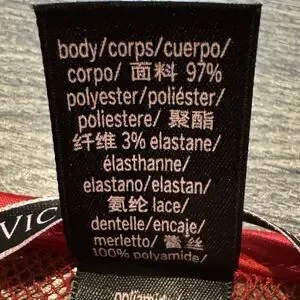 body/corps/cuerpo/
corpo/ 面料 97%
polyester/poliéster/
poliestere/ 聚酯
纤维 3% elastane/
élasthanne/
elastano/elastan/
氨纶 lace/
dentelle/encaje/
merletto/ 蕾丝
100% polyamide/
VIC